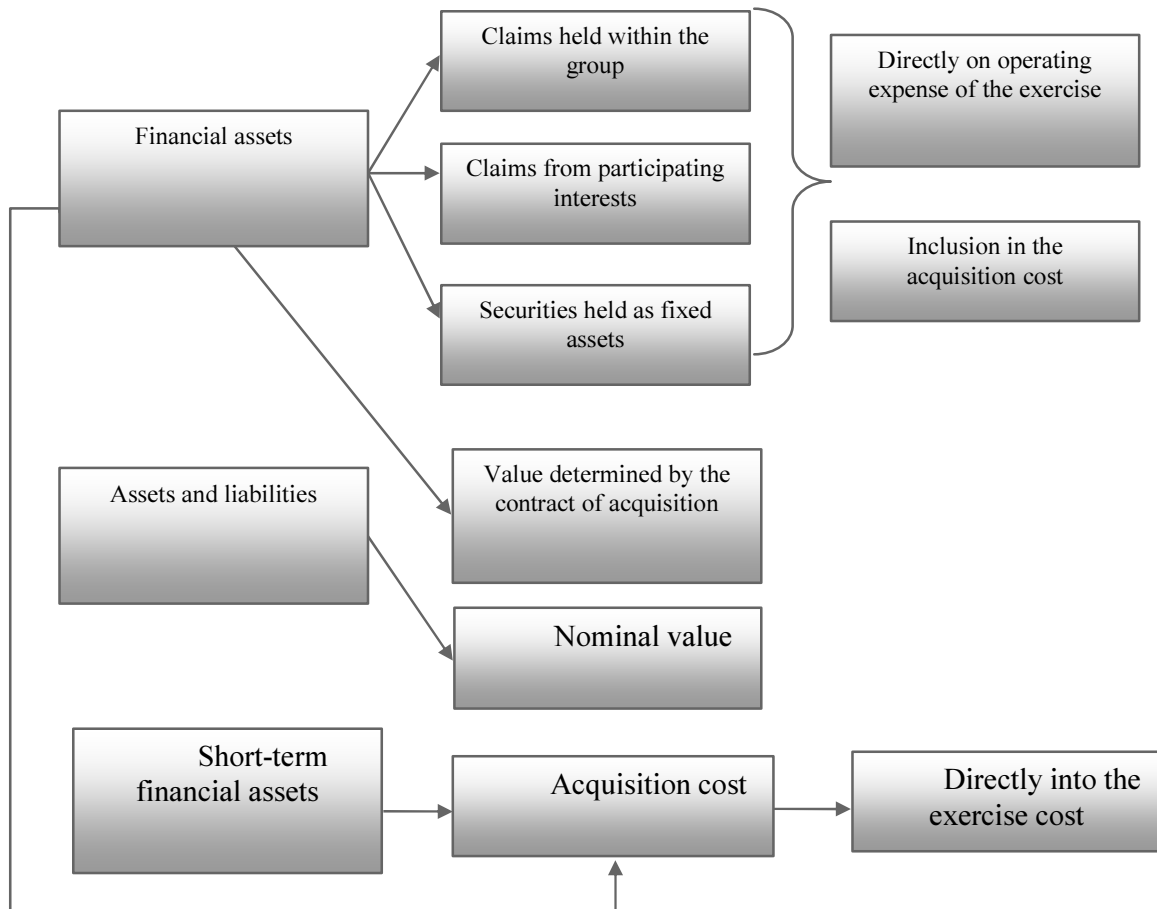 Claims held within the
group
Directly on operating
expense of the exercise
Financial assets
Claims from participating
interests
Inclusion in the
acquisition cost
Securities held as fixed
assets
Assets and liabilities
Value determined by the
contract of acquisition
Nominal value
Short-term
financial assets
Acquisition cost
Directly into the
exercise cost